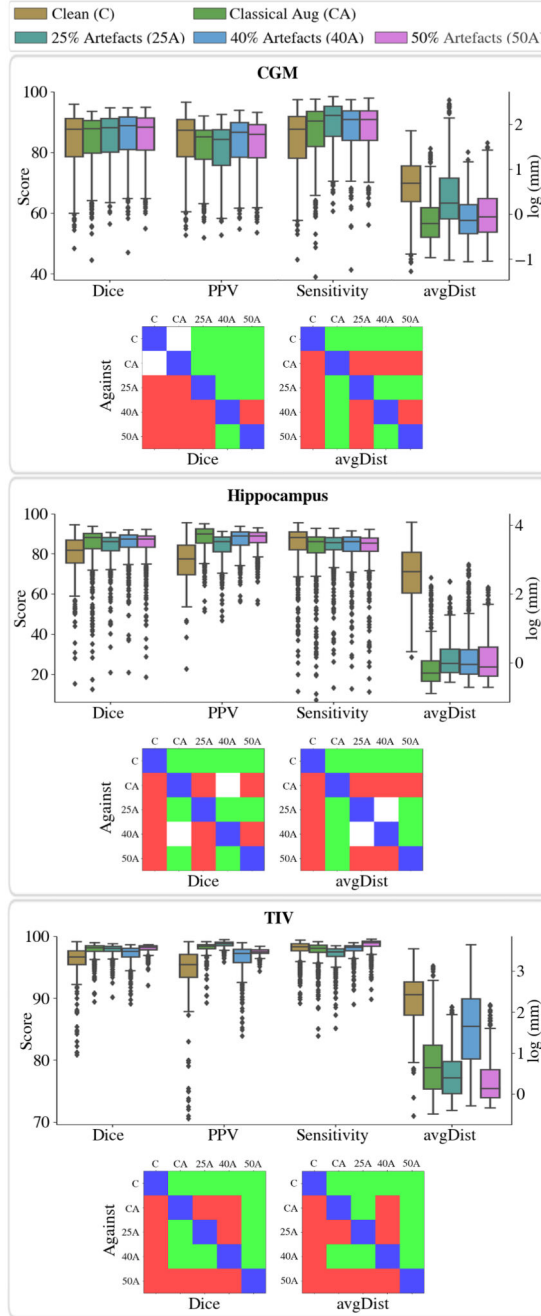 Clean (C) Classical Aug (CA)
25% Artefacts (25A) 40% Artefacts (40A) 50% Artefacts (50A)
CGM
100
80
60
40
Score
2
1
0
−1
log (mm)
Dice PPV Sensitivity avgDist
C CA 25A 40A 50A
C
CA
25A
40A
50A
Against
Dice
C CA 25A 40A 50A
avgDist
Hippocampus
100
80
60
40
20
Score
4
2
0
log (mm)
Dice PPV Sensitivity avgDist
C CA 25A 40A 50A
C
CA
25A
40A
50A
Against
Dice
C CA 25A 40A 50A
avgDist
TIV
100
90
80
70
Score
3
2
1
0
log (mm)
Dice PPV Sensitivity avgDist
C CA 25A 40A 50A
C
CA
25A
40A
50A
Against
Dice
C CA 25A 40A 50A
avgDist